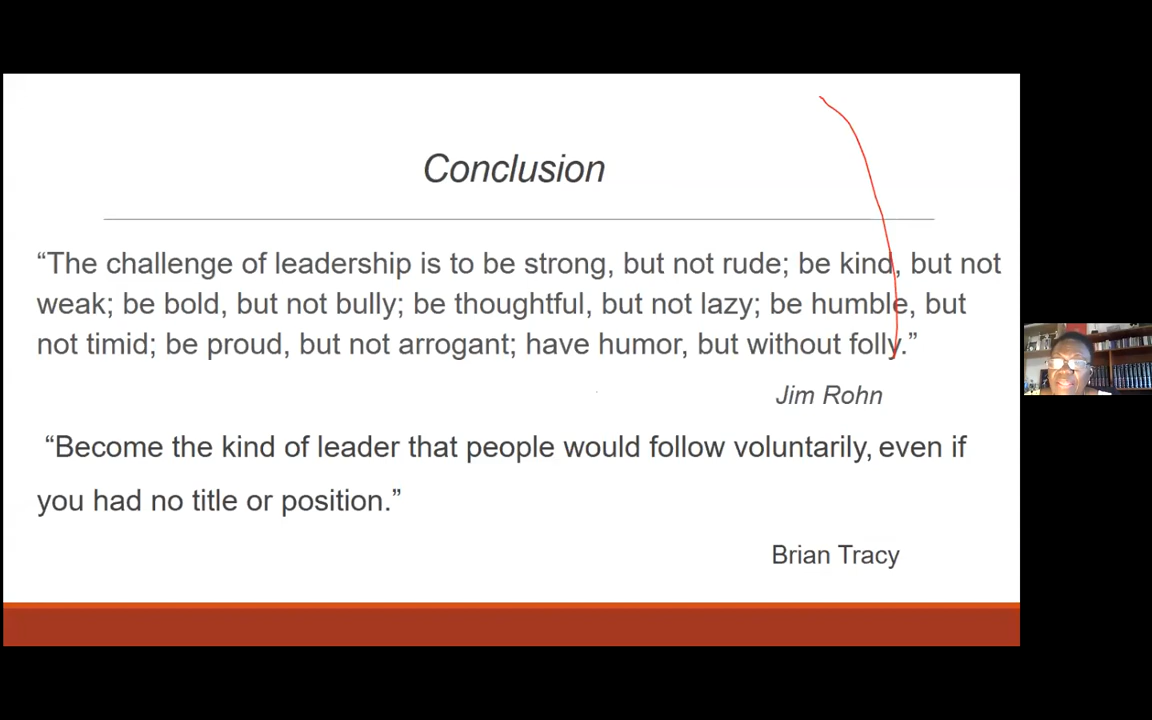 Conclusion
“The challenge of leadership is to be strong, but not rude; be kind, but not
weak; be bold, but not bully; be thoughtful, but not lazy; be humble, but
not timid; be proud, but not arrogant; have humor, but without folly.”
Jim Rohn
“Become the kind of leader that people would follow voluntarily, even if
you had no title or position.”
Brian Tracy